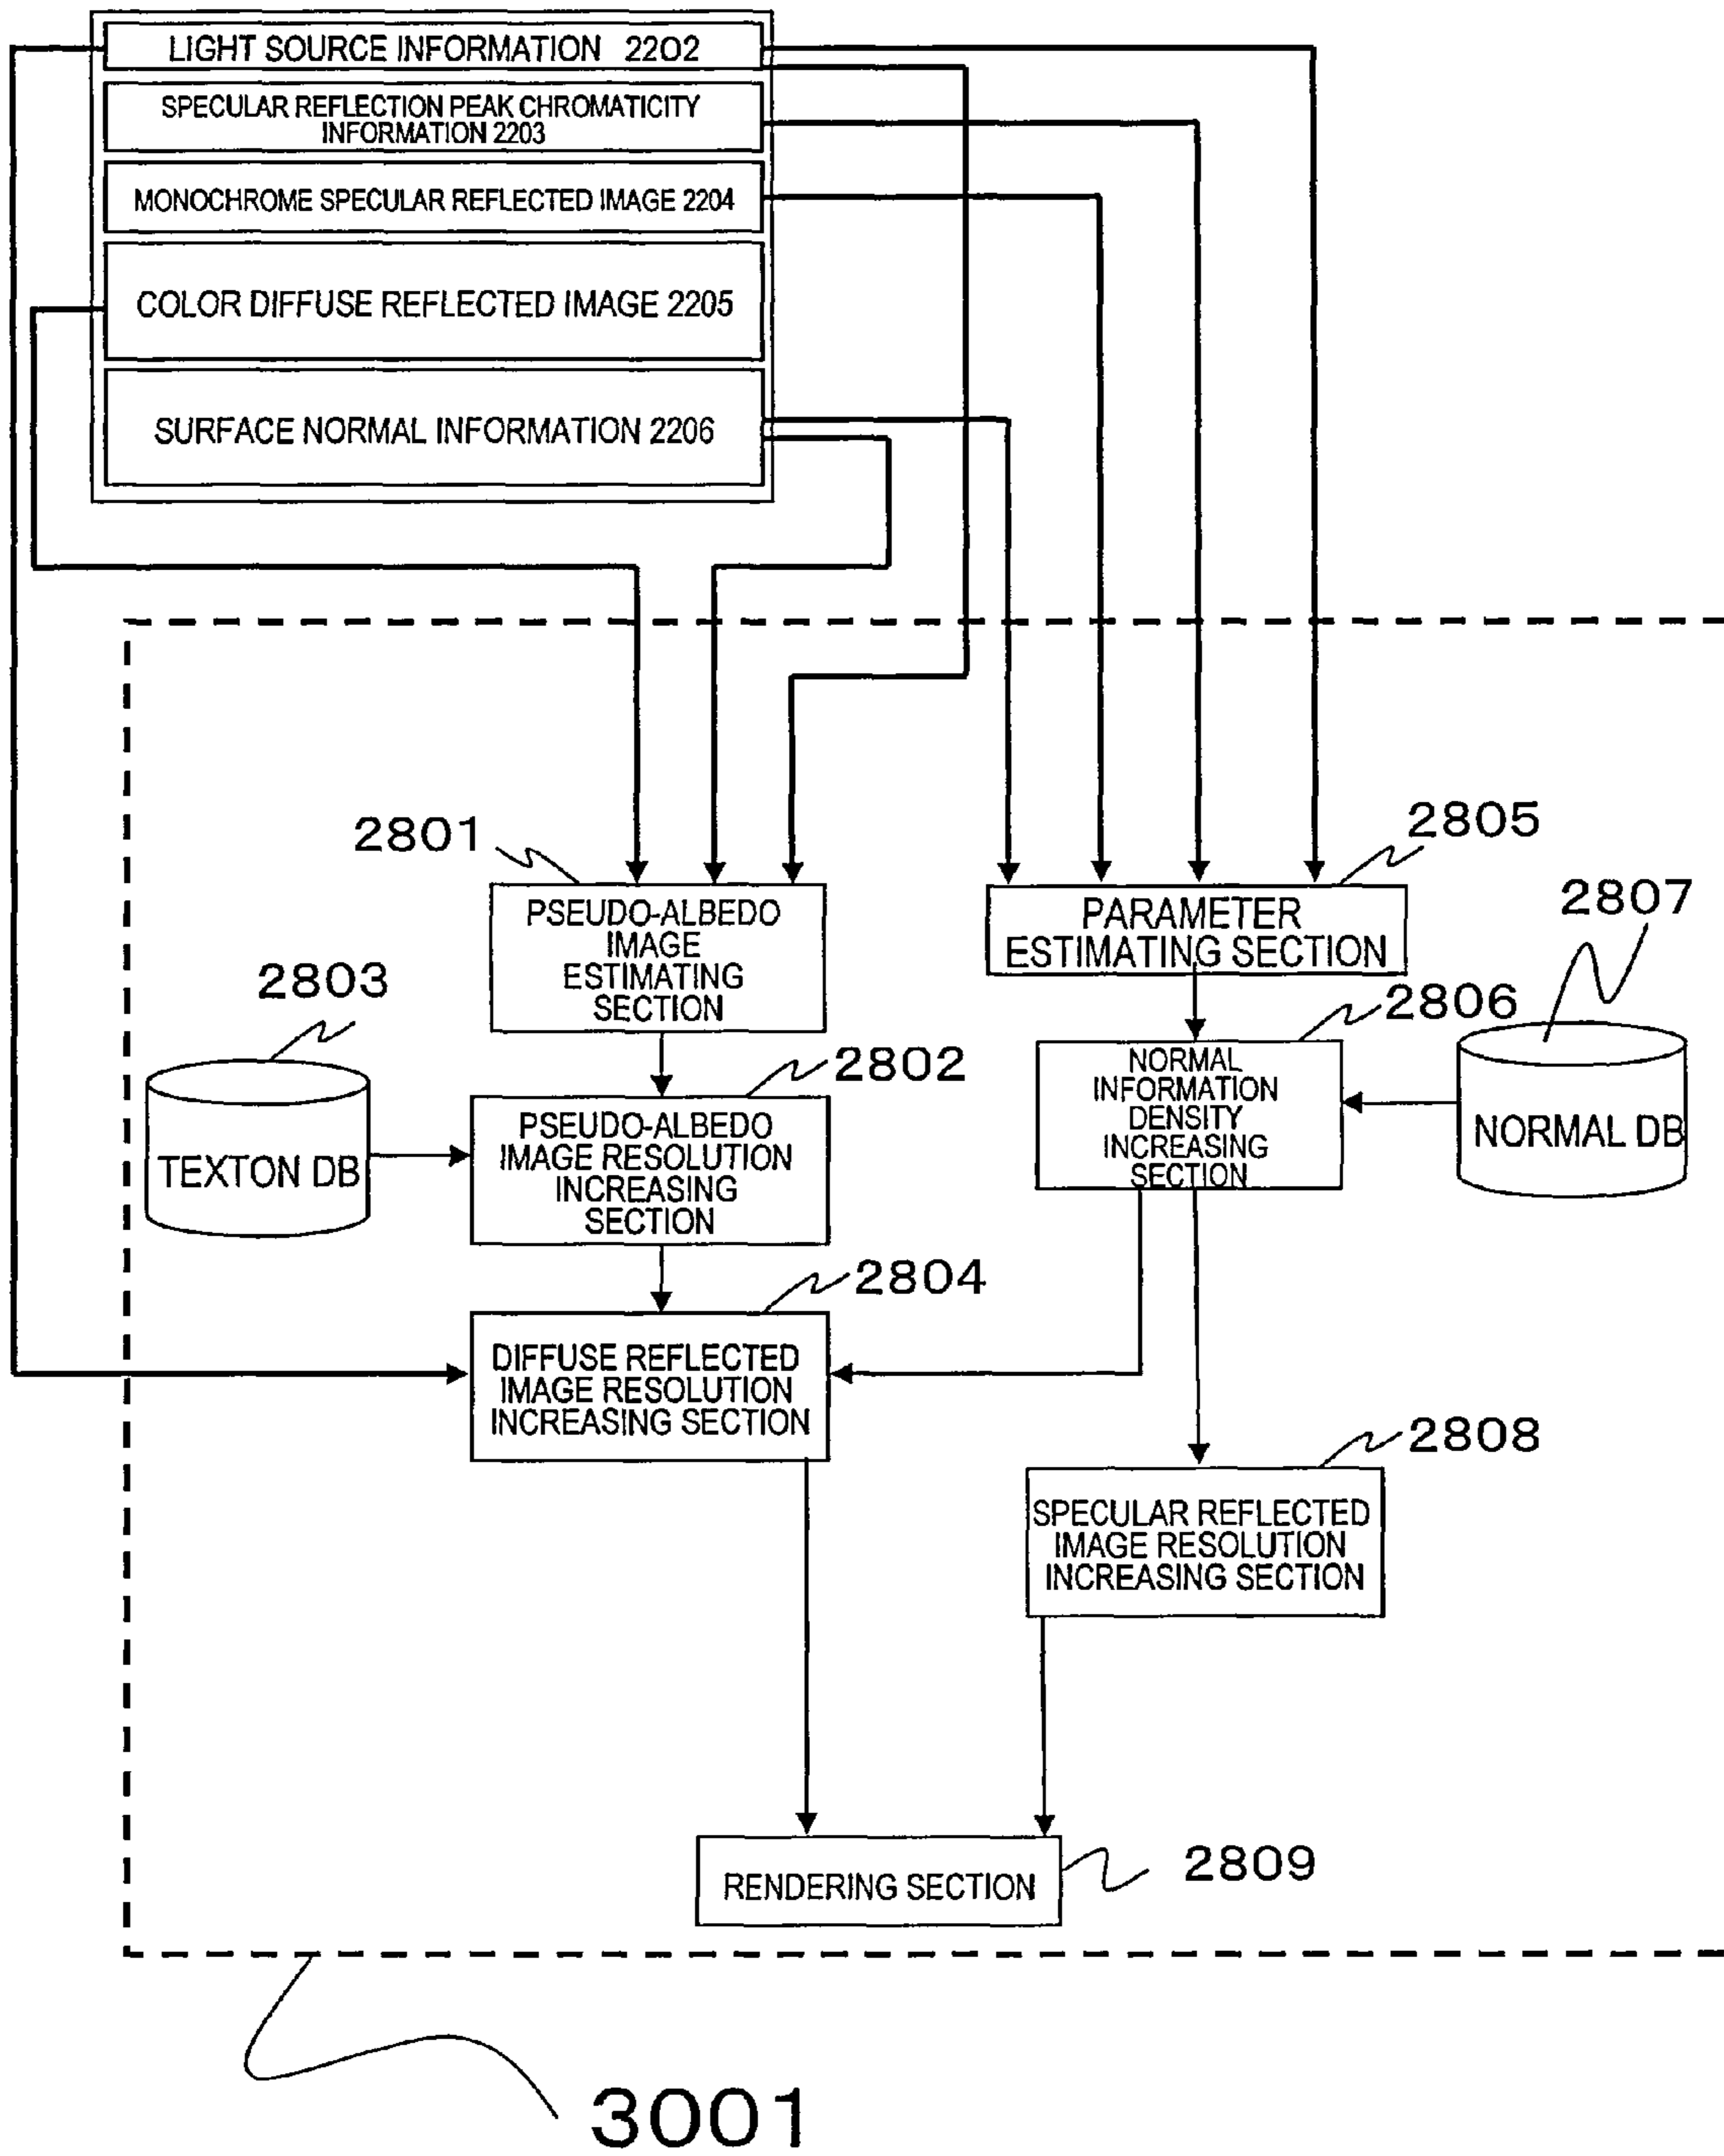 LIGHT SOURCE INFORMATION 2202
SPECULAR REFLECTION PEAK CHROMATICITY
INFORMATION 2203
MONOCHROME SPECULAR REFLECTED IMAGE 2204
COLOR DIFFUSE REFLECTED IMAGE 2205
SURFACE NORMAL INFORMATION 2206
2801
PSEUDO-ALBEDO
IMAGE
ESTIMATING
SECTION
2805
PARAMETER
ESTIMATING SECTION
2807
NORMAL DB
2803
TEXTON DB
2802
PSEUDO-ALBEDO
IMAGE RESOLUTION
INCREASING
SECTION
2806
NORMAL
INFORMATION
DENSITY
INCREASING
SECTION
2804
DIFFUSE REFLECTED
IMAGE RESOLUTION
INCREASING SECTION
2808
SPECULAR REFLECTED
IMAGE RESOLUTION
INCREASING SECTION
RENDERING SECTION
2809
3001